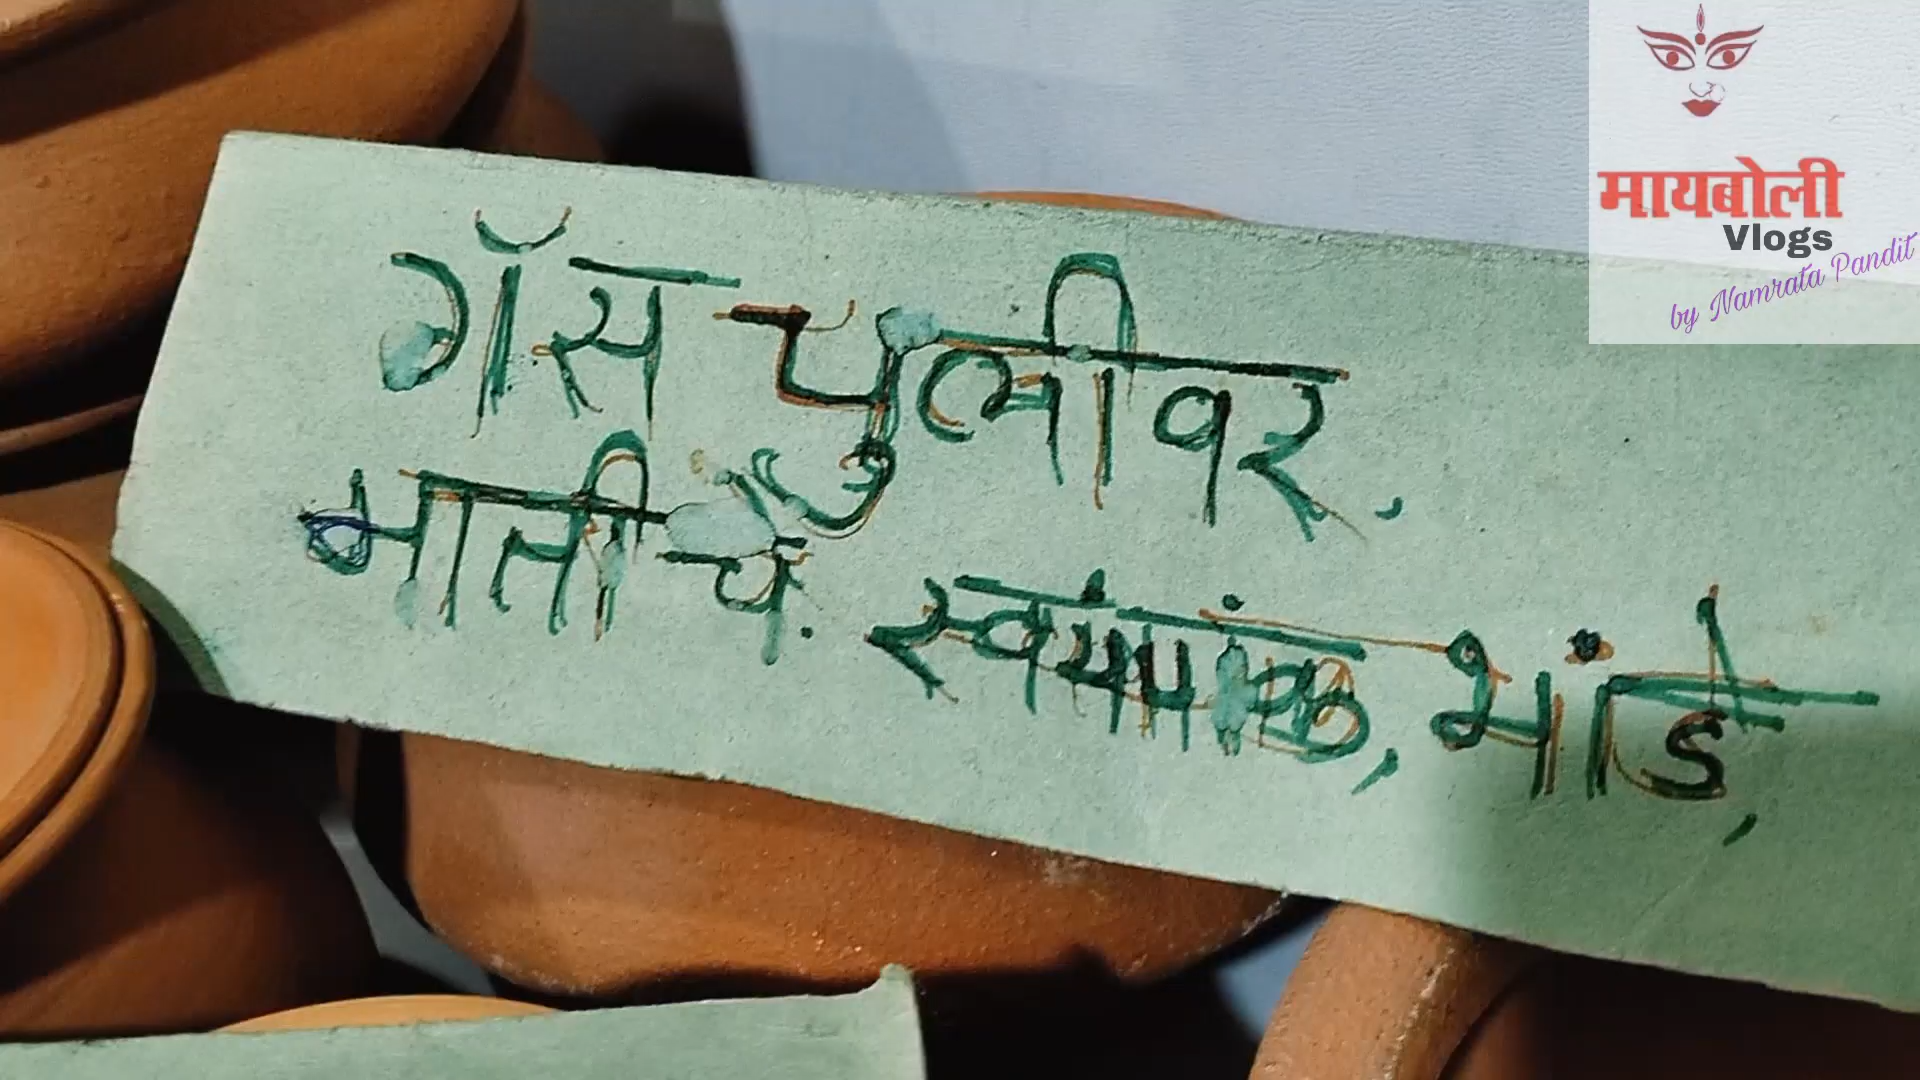 गॅस चुलीवर.
मातीचे. स्वयंपाक, भांडे,
मायबोली
Vlogs
by Namrata Pandit